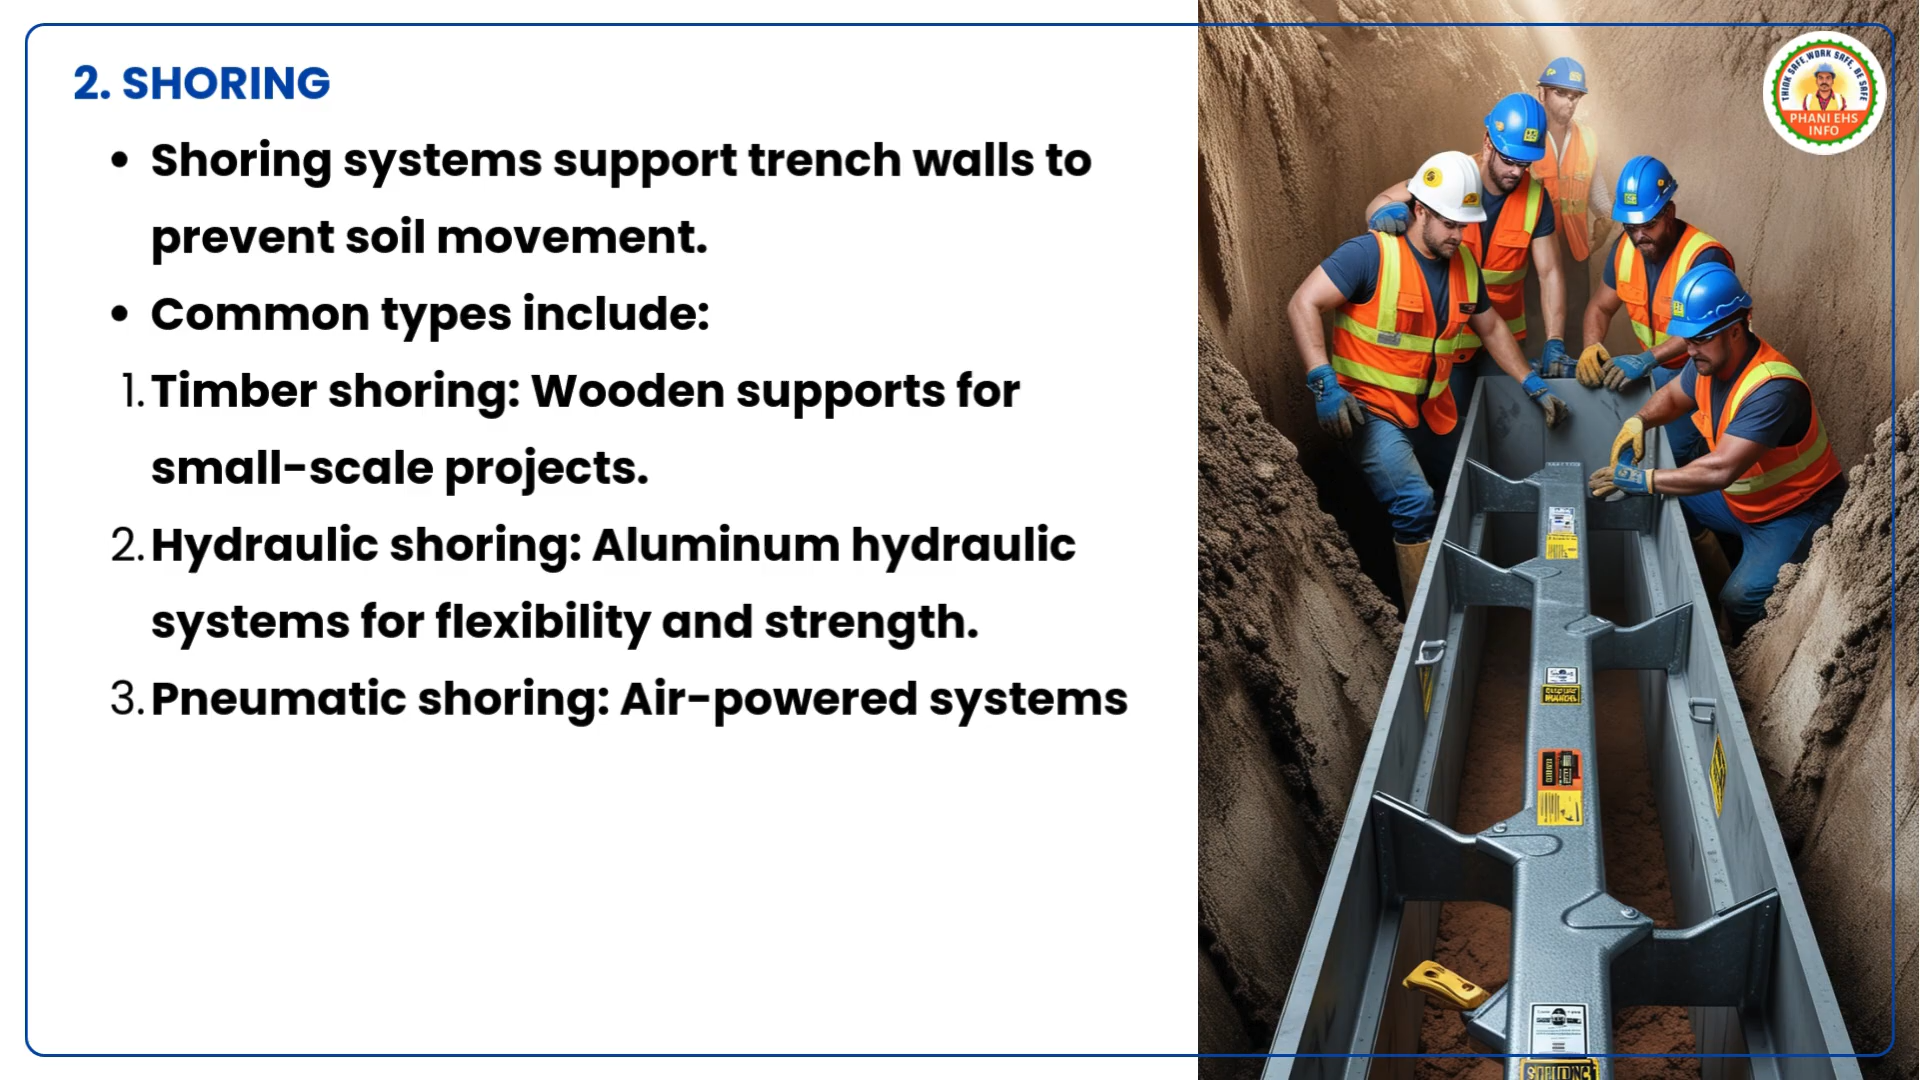 2. SHORING
• Shoring systems support trench walls to
prevent soil movement.
• Common types include:
1. Timber shoring: Wooden supports for
small-scale projects.
2. Hydraulic shoring: Aluminum hydraulic
systems for flexibility and strength.
3. Pneumatic shoring: Air-powered systems
THINK SAFE, WORK SAFE, BE SAFE
PHANI EHS
INFO